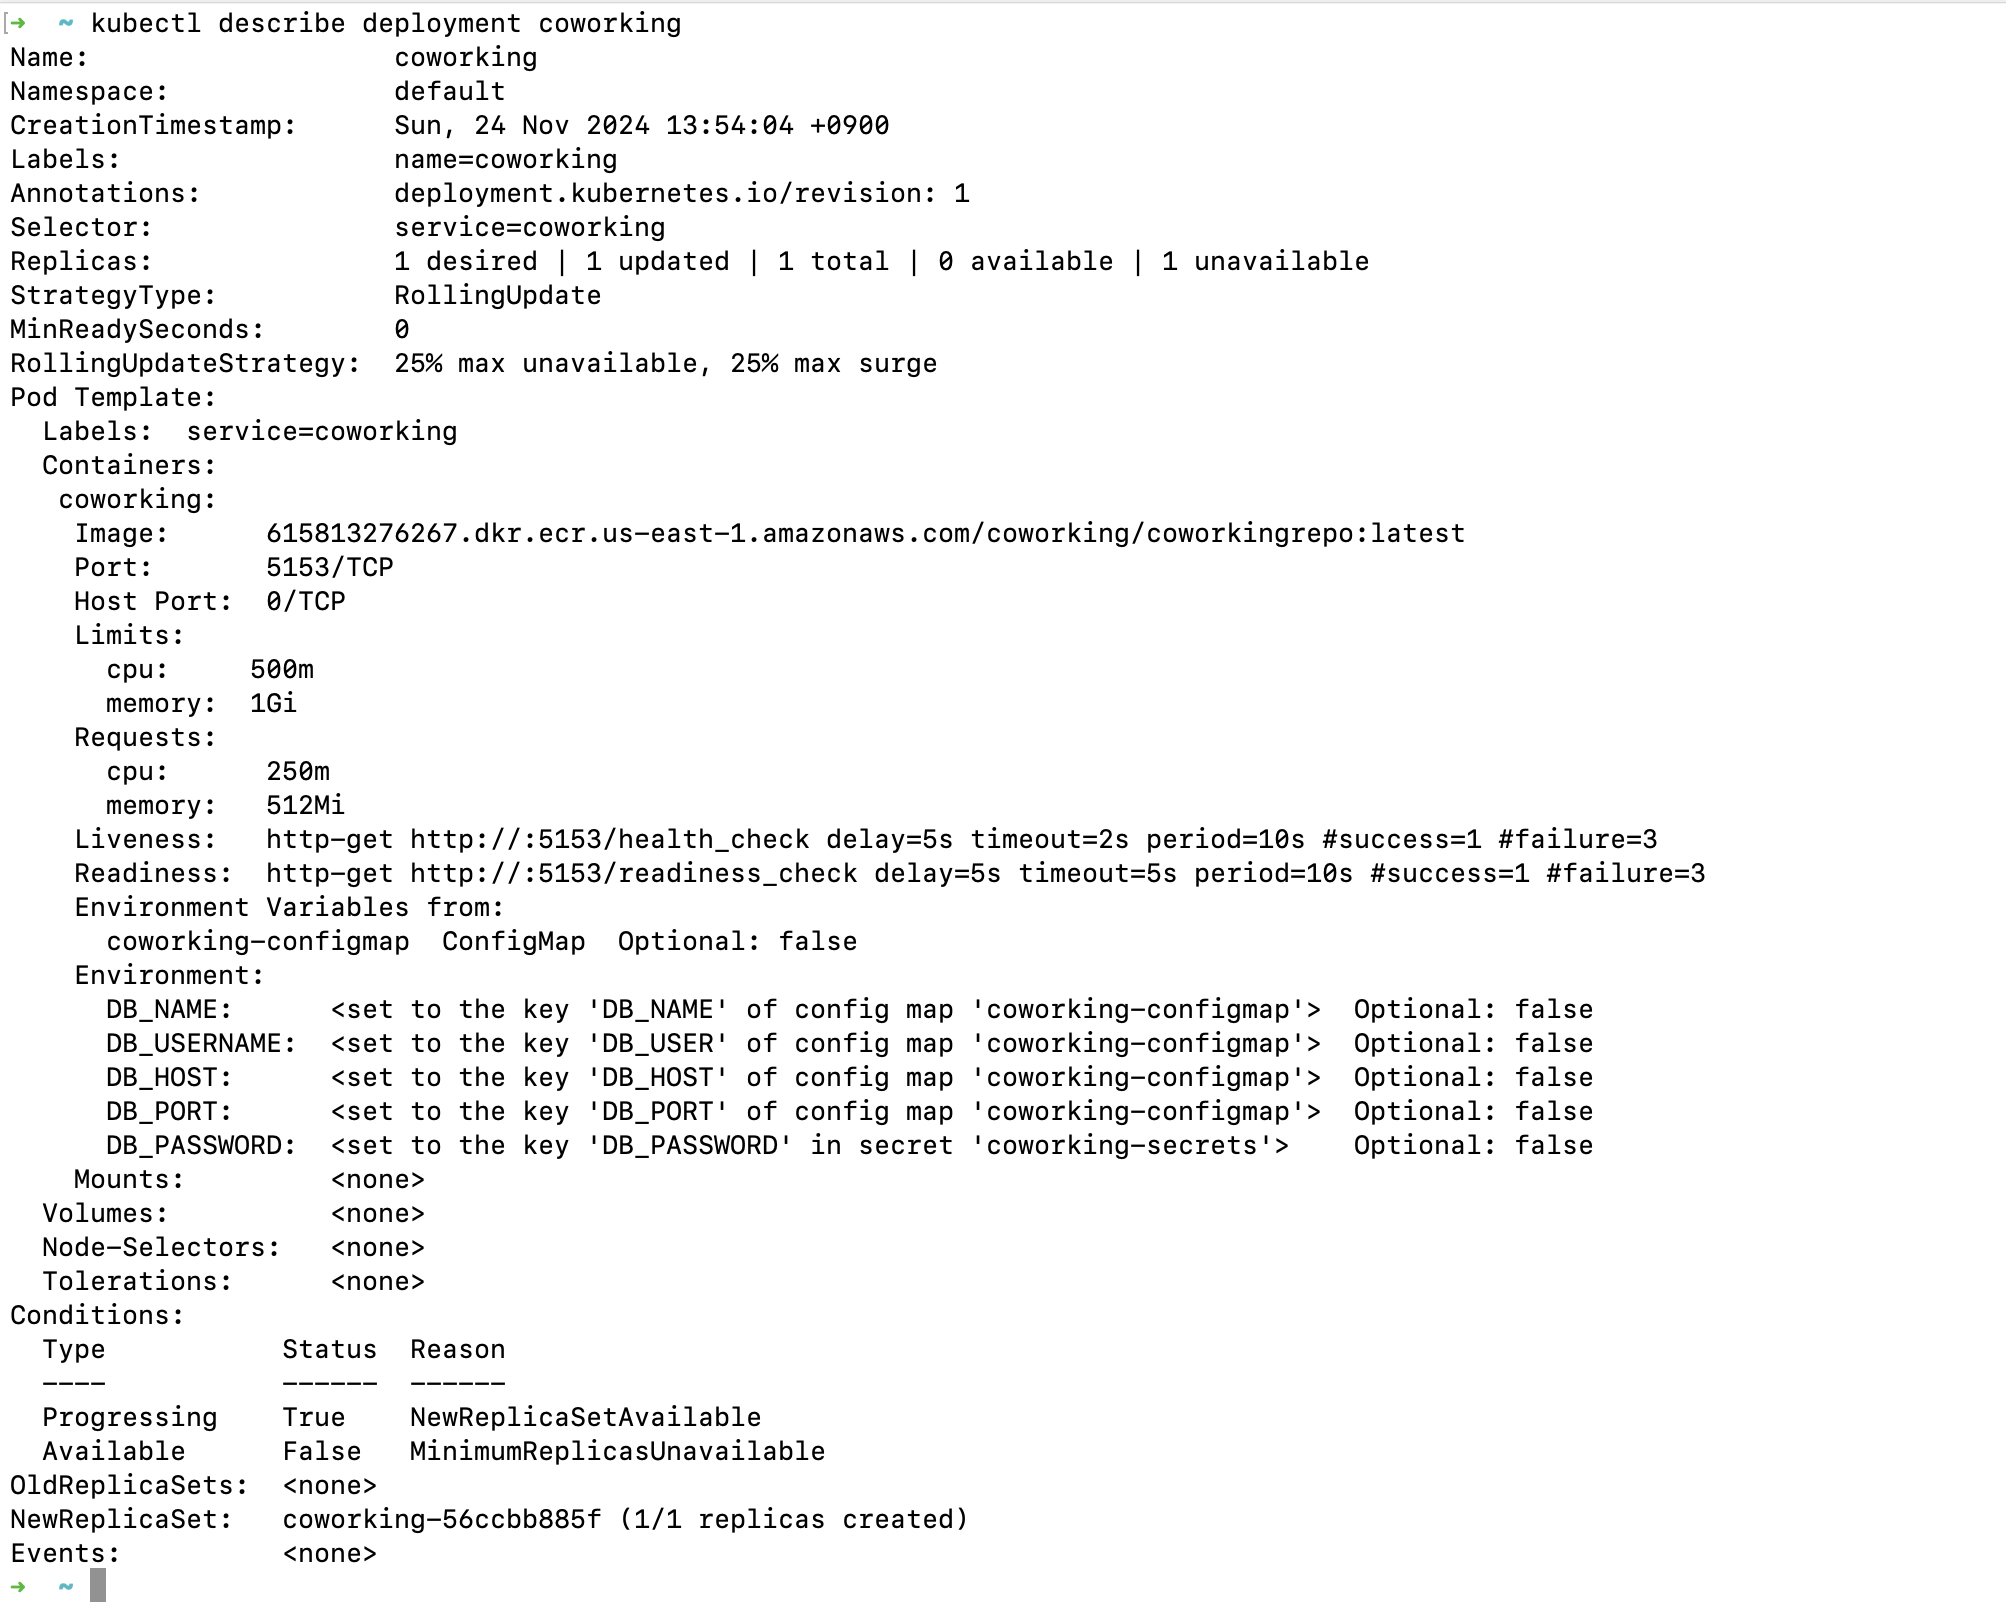 ➜  ~ kubectl describe deployment coworking
Name:                   coworking
Namespace:              default
CreationTimestamp:      Sun, 24 Nov 2024 13:54:04 +0900
Labels:                 name=coworking
Annotations:            deployment.kubernetes.io/revision: 1
Selector:               service=coworking
Replicas:               1 desired | 1 updated | 1 total | 0 available | 1 unavailable
StrategyType:           RollingUpdate
MinReadySeconds:        0
RollingUpdateStrategy:  25% max unavailable, 25% max surge
Pod Template:
  Labels:  service=coworking
  Containers:
   coworking:
    Image:      615813276267.dkr.ecr.us-east-1.amazonaws.com/coworking/coworkingrepo:latest
    Port:       5153/TCP
    Host Port:  0/TCP
    Limits:
      cpu:     500m
      memory:  1Gi
    Requests:
      cpu:      250m
      memory:   512Mi
    Liveness:   http-get http://:5153/health_check delay=5s timeout=2s period=10s #success=1 #failure=3
    Readiness:  http-get http://:5153/readiness_check delay=5s timeout=5s period=10s #success=1 #failure=3
    Environment Variables from:
      coworking-configmap  ConfigMap  Optional: false
    Environment:
      DB_NAME:      <set to the key 'DB_NAME' of config map 'coworking-configmap'>  Optional: false
      DB_USERNAME:  <set to the key 'DB_USER' of config map 'coworking-configmap'>  Optional: false
      DB_HOST:      <set to the key 'DB_HOST' of config map 'coworking-configmap'>  Optional: false
      DB_PORT:      <set to the key 'DB_PORT' of config map 'coworking-configmap'>  Optional: false
      DB_PASSWORD:  <set to the key 'DB_PASSWORD' in secret 'coworking-secrets'>    Optional: false
    Mounts:         <none>
  Volumes:          <none>
  Node-Selectors:   <none>
  Tolerations:      <none>
Conditions:
  Type           Status  Reason
  ----           ------  ------
  Progressing    True    NewReplicaSetAvailable
  Available      False   MinimumReplicasUnavailable
OldReplicaSets:  <none>
NewReplicaSet:   coworking-56ccbb885f (1/1 replicas created)
Events:          <none>
➜  ~